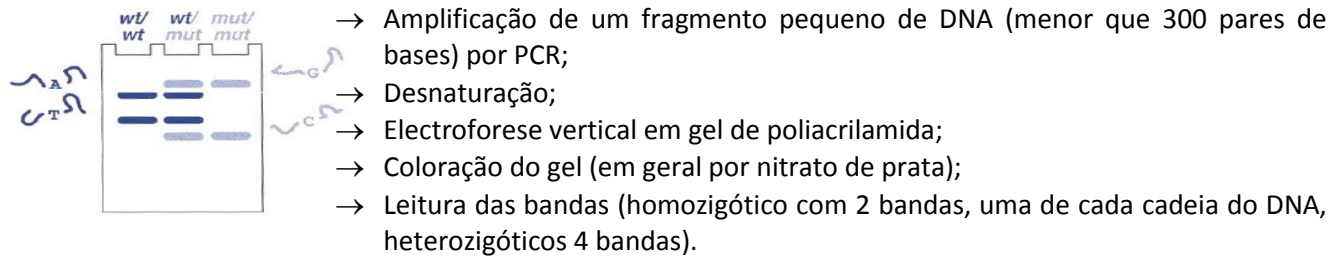 wt/ wt/ mut/
wt mut mut
A
T
G
C
→ Amplificação de um fragmento pequeno de DNA (menor que 300 pares de
bases) por PCR;
→ Desnaturação;
→ Electroforese vertical em gel de poliacrilamida;
→ Coloração do gel (em geral por nitrato de prata);
→ Leitura das bandas (homozigótico com 2 bandas, uma de cada cadeia do DNA,
heterozigóticos 4 bandas).